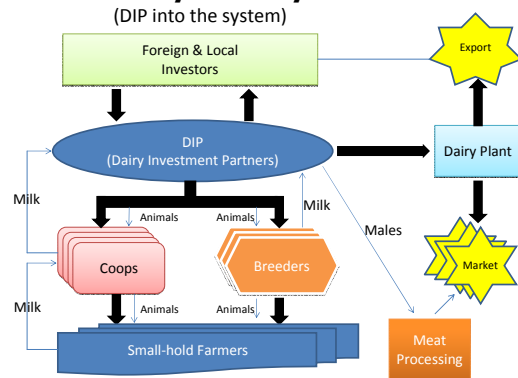 (DIP into the system)
Foreign & Local
Investors
Export
DIP
(Dairy Investment Partners)
Dairy Plant
Milk
Animals
Animals
Milk
Males
Coops
Breeders
Market
Milk
Animals
Animals
Small-hold Farmers
Meat
Processing